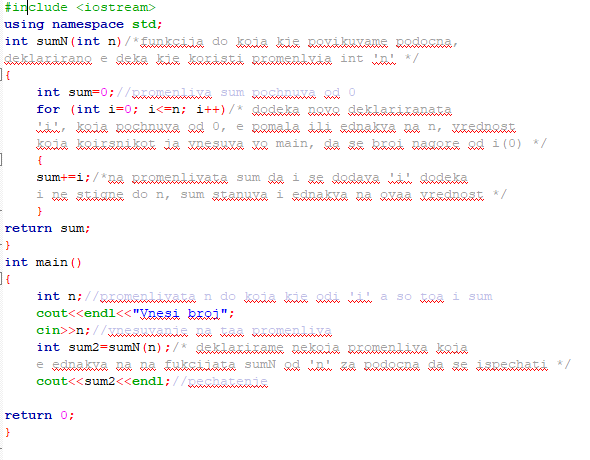 #include <iostream>
using namespace std;
int sumN(int n)/*funkcija do koja kje povikuvame podocna,
deklarirano e deka kje koristi promenlvia int 'n' */
{
int sum=0;//promenliva sum pochnuva od 0
for (int i=0; i<=n; i++)/* dodeka novo deklariranata
'i', koja pochnuva od 0, e pomala ili ednakva na n, vrednost
koja koirsnikot ja vnesuva vo main, da se broi nagore od i(0) */
{
sum+=i;/*na promenlivata sum da i se dodava 'i' dodeka
i ne stigne do n, sum stanuva i ednakva na ovaa vrednost */
}
return sum;
}
int main()
{
int n;//promenlivata n do koja kje odi 'i' a so toa i sum
cout<<endl<<"Vnesi broj";
cin>>n;//vnesuvanje na taa promenliva
int sum2=sumN(n);/* deklarirame nekoja promenliva koja
e ednakva na na fukcijata sumN od 'n' za podocna da se ispechati */
cout<<sum2<<endl;//pechatenje
return 0;
}